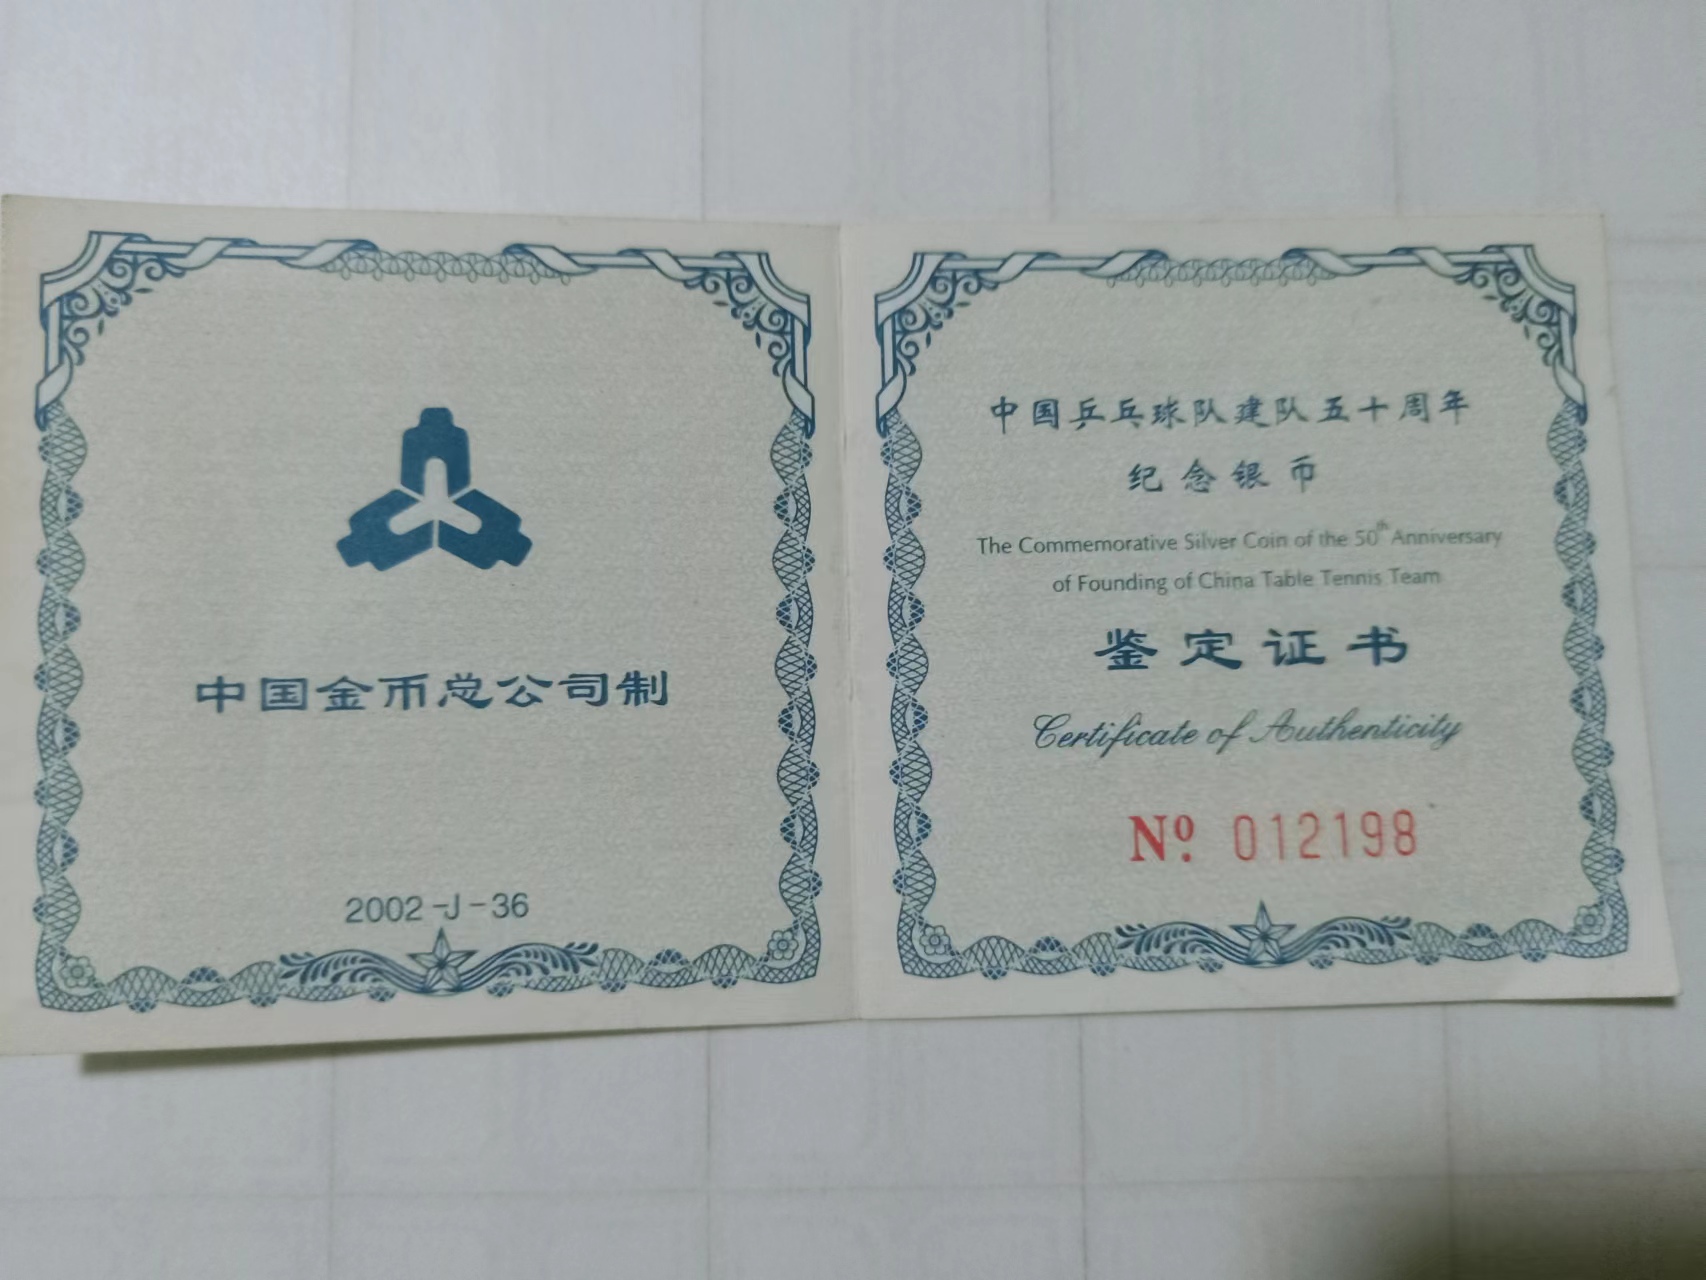 中国金币总公司制
2002-J-36
中国乒乓球队建队五十周年
纪念银币
The Commemorative Silver Coin of the 50th Anniversary
of Founding of China Table Tennis Team
鉴定证书
Certificate of Authenticity
Nº. 012198